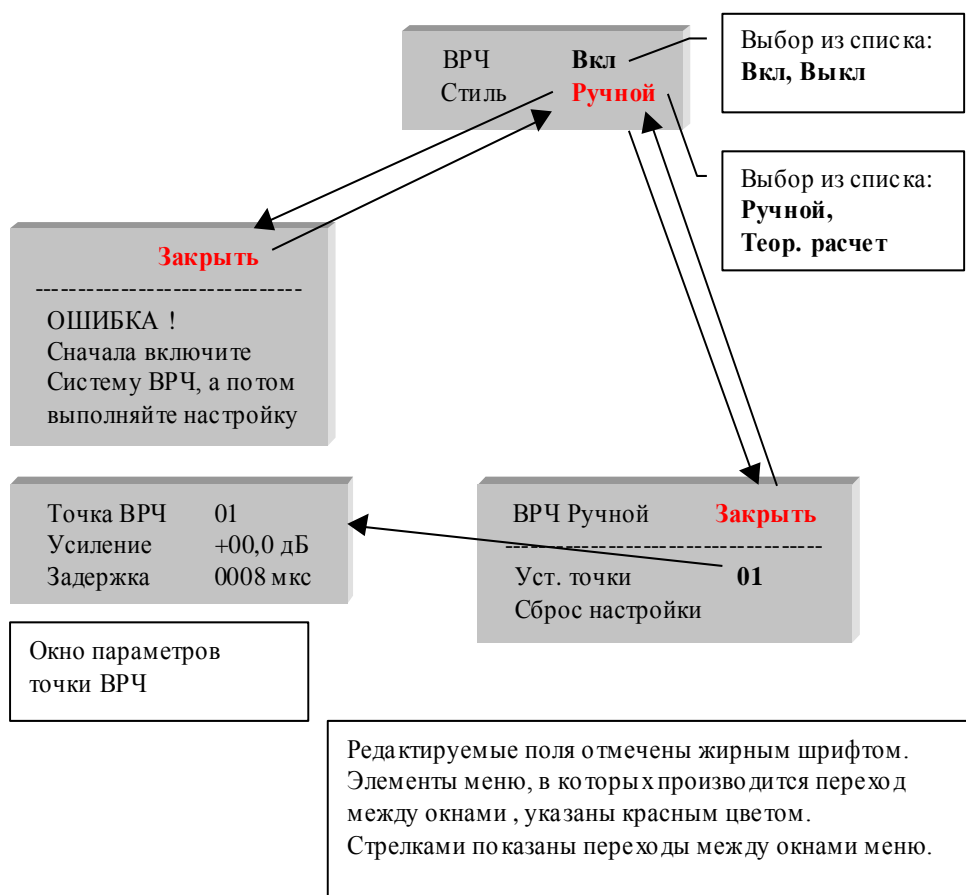 ВРЧ Вкл
Стиль Ручной
Выбор из списка:
Вкл, Выкл
Выбор из списка:
Ручной,
Теор. расчет
Закрыть
--------------------------------
ОШИБКА !
Сначала включите
Систему ВРЧ, а потом
выполняйте настройку
Точка ВРЧ 01
Усиление +00,0 дБ
Задержка 0008 мкс
ВРЧ Ручной Закрыть
--------------------------------------
Уст. точки 01
Сброс настройки
Окно параметров
точки ВРЧ
Редактируемые поля отмечены жирным шрифтом.
Элементы меню, в которых производится переход
между окнами , указаны красным цветом.
Стрелками показаны переходы между окнами меню.